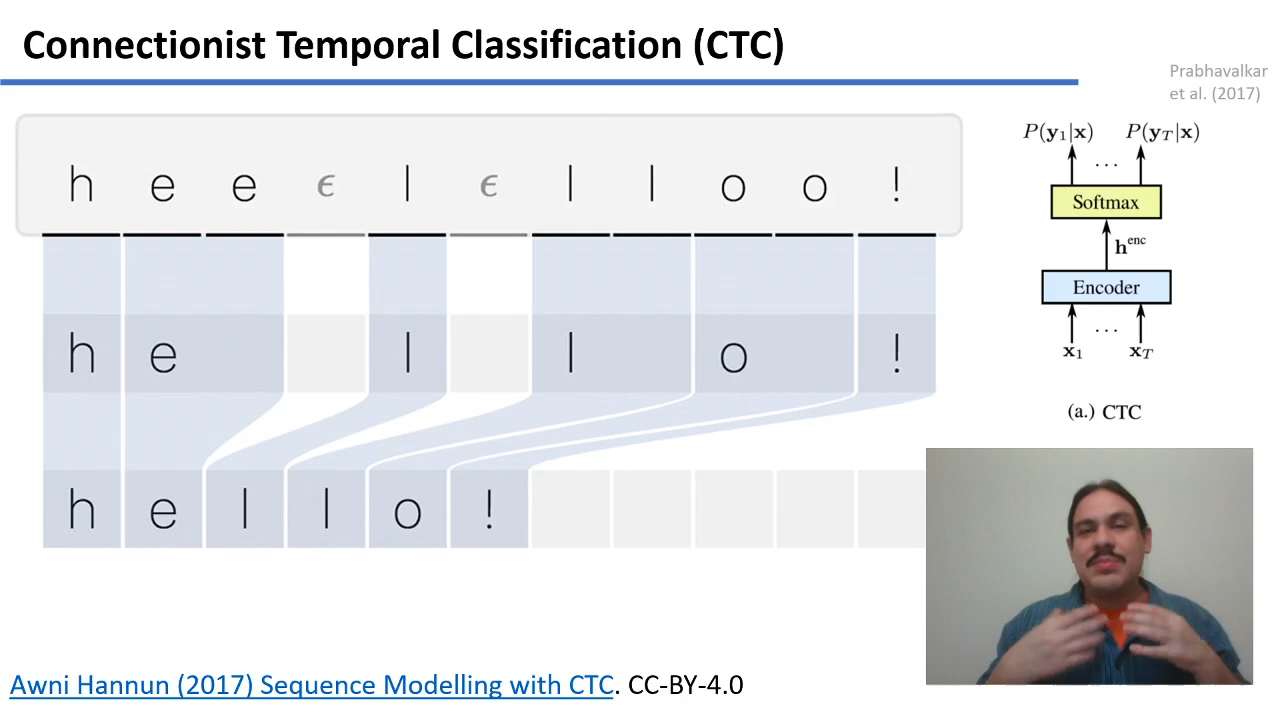 Connectionist Temporal Classification (CTC)
Prabhavalkar
et al. (2017)
h e e ϵ l ϵ l l o o !
h e l l o !
h e l l o !
P(y₁|x) P(y_T|x)
...
Softmax
h^enc
Encoder
...
x₁ x_T
(a.) CTC
Awni Hannun (2017) Sequence Modelling with CTC. CC-BY-4.0